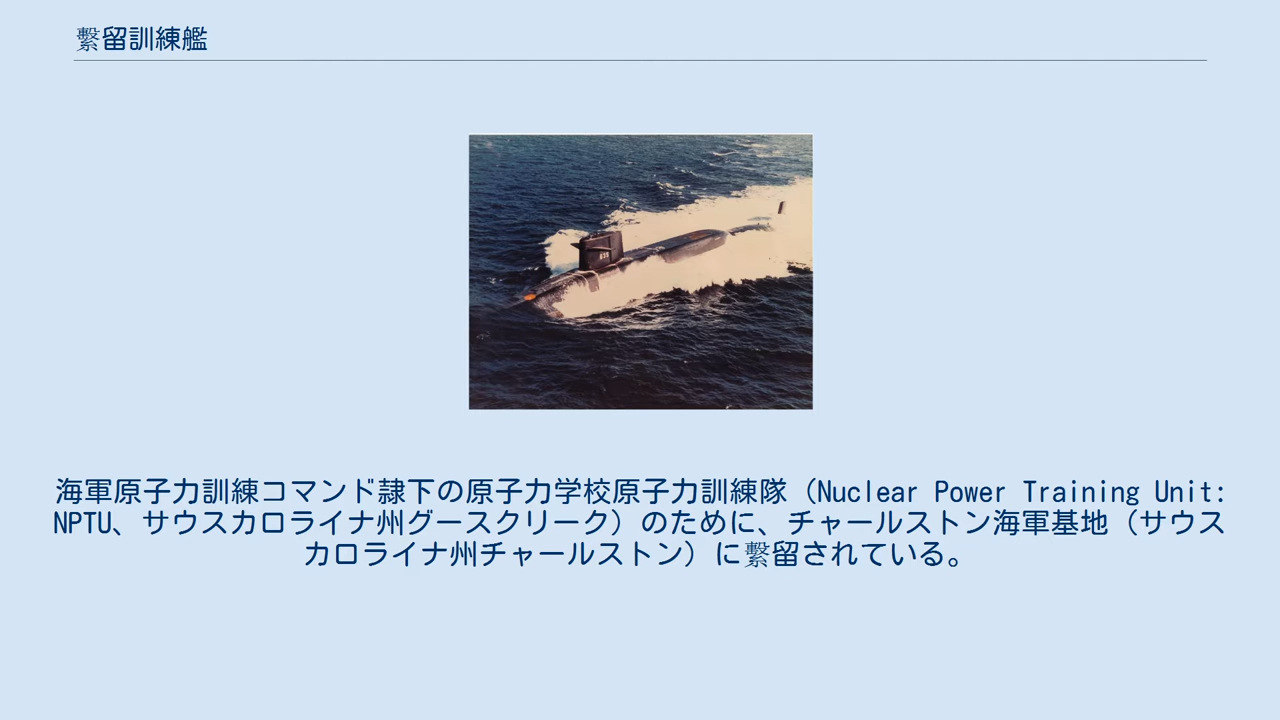 繫留訓練艦
635
海軍原子力訓練コマンド隷下の原子力学校原子力訓練隊（Nuclear Power Training Unit:
NPTU、サウスカロライナ州グースクリーク）のために、チャールストン海軍基地（サウス
カロライナ州チャールストン）に繫留されている。